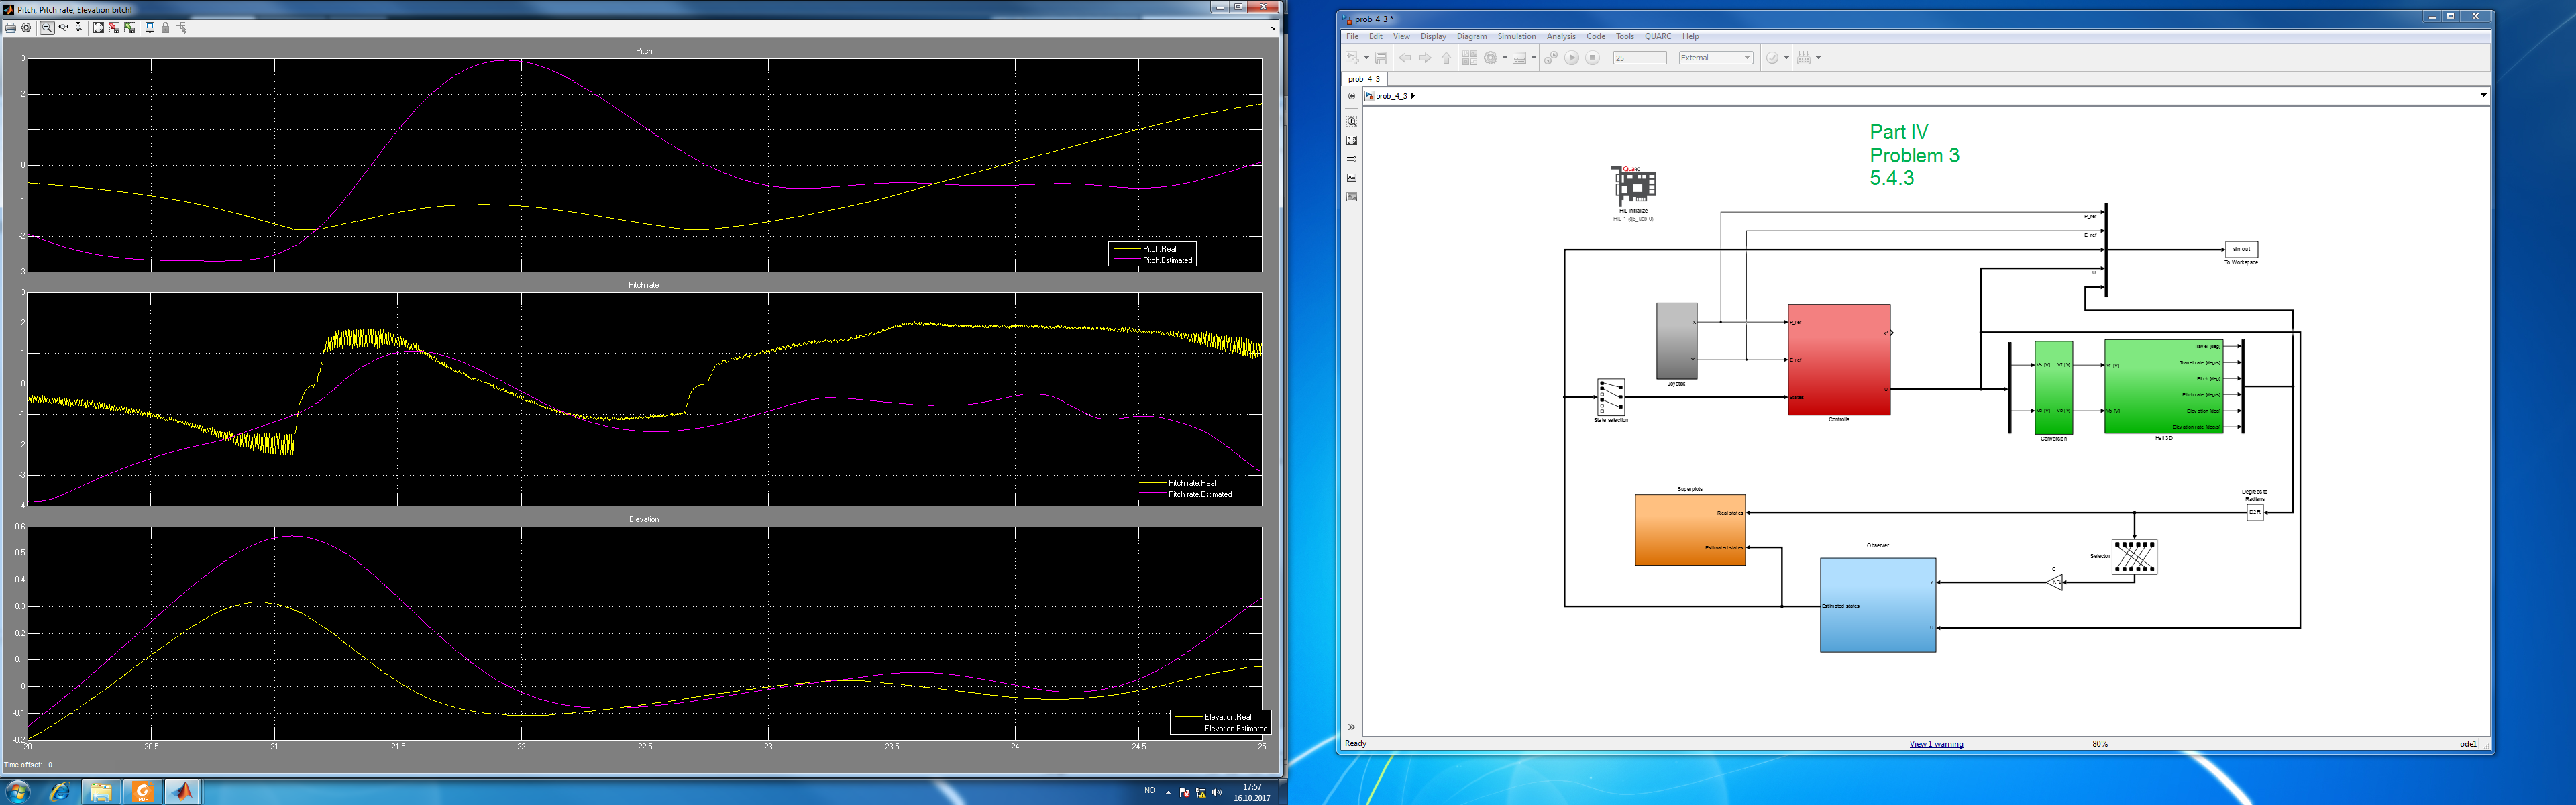 Pitch, Pitch rate, Elevation bitch!
Pitch
3
2
1
0
-1
-2
-3
Pitch.Real
Pitch.Estimated
Pitch rate
3
2
1
0
-1
-2
-3
-4
Pitch rate.Real
Pitch rate.Estimated
Elevation
0.6
0.5
0.4
0.3
0.2
0.1
0
-0.1
-0.2
Elevation.Real
Elevation.Estimated
20 20.5 21 21.5 22 22.5 23 23.5 24 24.5 25
Time offset: 0
NO
17:57
16.10.2017
prob_4_3 *
File Edit View Display Diagram Simulation Analysis Code Tools QUARC Help
25 External
prob_4_3
prob_4_3
Part IV
Problem 3
5.4.3
HIL Initialize
HIL-1 (q8_usb-0)
P_ref
E_ref
U
simout
To Workspace
X
Y
Joystick
P_ref
E_ref
States
x*
U
Controlla
State selection
Vs [V] Vf [V]
Vd [V] Vb [V]
Conversion
Vf [V]
Vb [V]
Travel [deg]
Travel rate [deg/s]
Pitch [deg]
Pitch rate [deg/s]
Elevation [deg]
Elevation rate [deg/s]
Heli 3D
Degrees to
Radians
D2R
Superplots
Real states
Estimated states
Observer
Estimated states
y
U
C
K*u
Selector
Ready
View 1 warning
80%
ode1